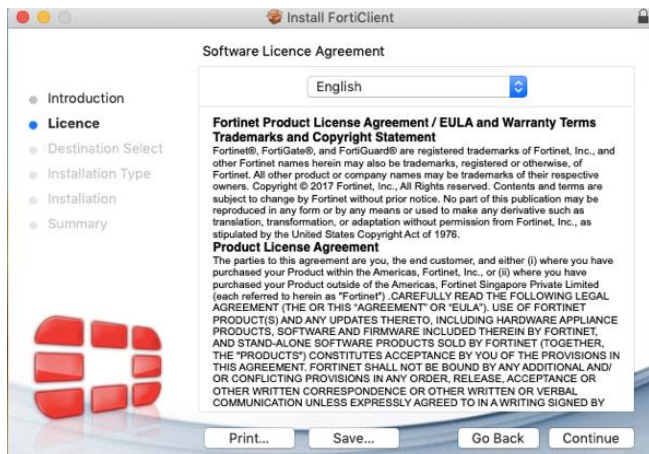 Install FortiClient
Software Licence Agreement
English
Introduction
Licence
Destination Select
Installation Type
Installation
Summary
Fortinet Product License Agreement / EULA and Warranty Terms
Trademarks and Copyright Statement
Fortinet®, FortiGate®, and FortiGuard® are registered trademarks of Fortinet, Inc., and
other Fortinet names herein may also be trademarks, registered or otherwise, of
Fortinet. All other product or company names may be trademarks of their respective
owners. Copyright © 2017 Fortinet, Inc., All Rights reserved. Contents and terms are
subject to change by Fortinet without prior notice. No part of this publication may be
reproduced in any form or by any means or used to make any derivative such as
translation, transformation, or adaptation without permission from Fortinet, Inc., as
stipulated by the United States Copyright Act of 1976.
Product License Agreement
The parties to this agreement are you, the end customer, and either (i) where you have
purchased your Product within the Americas, Fortinet, Inc., or (ii) where you have
purchased your Product outside of the Americas, Fortinet Singapore Private Limited
(each referred to herein as "Fortinet") .CAREFULLY READ THE FOLLOWING LEGAL
AGREEMENT (THE OR THIS "AGREEMENT" OR "EULA"). USE OF FORTINET
PRODUCT(S) AND ANY UPDATES THERETO, INCLUDING HARDWARE APPLIANCE
PRODUCTS, SOFTWARE AND FIRMWARE INCLUDED THEREIN BY FORTINET,
AND STAND-ALONE SOFTWARE PRODUCTS SOLD BY FORTINET (TOGETHER,
THE "PRODUCTS") CONSTITUTES ACCEPTANCE BY YOU OF THE PROVISIONS IN
THIS AGREEMENT. FORTINET SHALL NOT BE BOUND BY ANY ADDITIONAL AND/
OR CONFLICTING PROVISIONS IN ANY ORDER, RELEASE, ACCEPTANCE OR
OTHER WRITTEN CORRESPONDENCE OR OTHER WRITTEN OR VERBAL
COMMUNICATION UNLESS EXPRESSLY AGREED TO IN A WRITING SIGNED BY
Print... Save... Go Back Continue